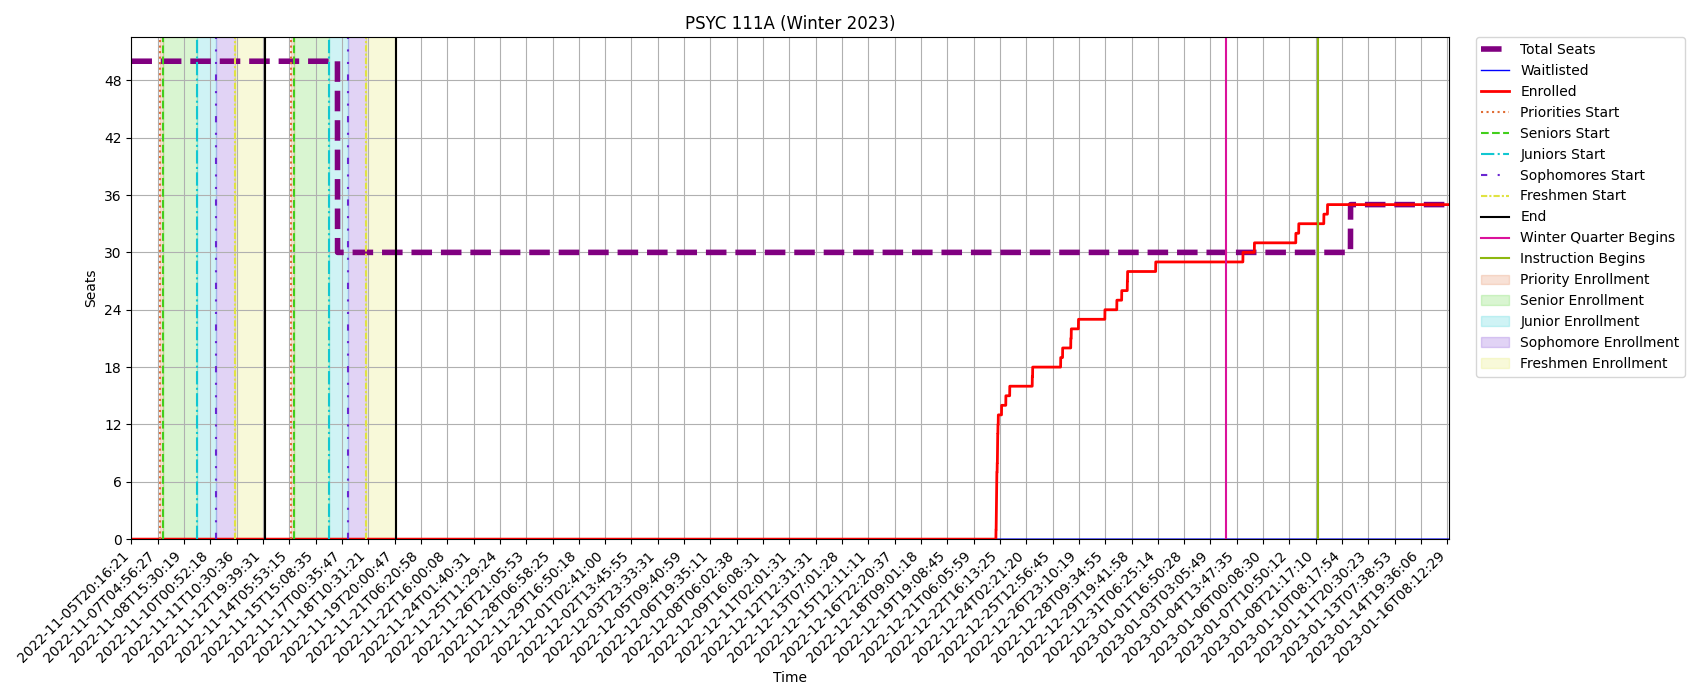 PSYC 111A (Winter 2023)
Seats
48
42
36
30
24
18
12
6
0
2022-11-05T20:16:21
2022-11-07T04:56:27
2022-11-08T15:30:19
2022-11-10T00:52:18
2022-11-11T10:30:36
2022-11-12T19:39:31
2022-11-14T05:53:15
2022-11-15T15:08:35
2022-11-17T00:35:47
2022-11-18T10:31:21
2022-11-19T20:00:47
2022-11-21T06:20:58
2022-11-22T16:00:08
2022-11-24T01:40:31
2022-11-25T11:29:24
2022-11-26T21:05:53
2022-11-28T06:58:25
2022-11-29T16:50:18
2022-12-01T02:41:00
2022-12-02T13:45:55
2022-12-03T23:33:31
2022-12-05T09:40:59
2022-12-06T19:35:11
2022-12-08T06:02:38
2022-12-09T16:08:31
2022-12-11T02:01:31
2022-12-12T12:31:31
2022-12-13T07:01:28
2022-12-15T12:11:11
2022-12-16T22:20:37
2022-12-18T09:01:18
2022-12-19T19:08:45
2022-12-21T06:05:59
2022-12-22T16:13:25
2022-12-24T02:21:20
2022-12-25T12:56:45
2022-12-26T23:10:19
2022-12-28T09:34:55
2022-12-29T19:41:58
2022-12-31T06:25:14
2023-01-01T16:50:28
2023-01-03T03:05:49
2023-01-04T13:47:35
2023-01-06T00:08:30
2023-01-07T10:50:12
2023-01-08T21:17:10
2023-01-10T08:17:54
2023-01-11T20:30:23
2023-01-13T07:38:53
2023-01-14T19:36:06
2023-01-16T08:12:29
Time
Total Seats
Waitlisted
Enrolled
Priorities Start
Seniors Start
Juniors Start
Sophomores Start
Freshmen Start
End
Winter Quarter Begins
Instruction Begins
Priority Enrollment
Senior Enrollment
Junior Enrollment
Sophomore Enrollment
Freshmen Enrollment